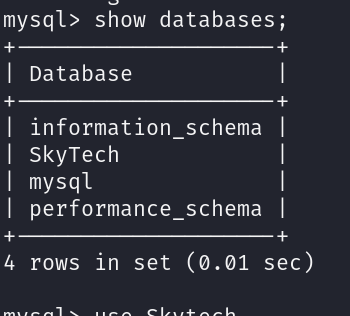 mysql> show databases;
+--------------------+
| Database           |
+--------------------+
| information_schema |
| SkyTech            |
| mysql              |
| performance_schema |
+--------------------+
4 rows in set (0.01 sec)
mysql> use Skytech